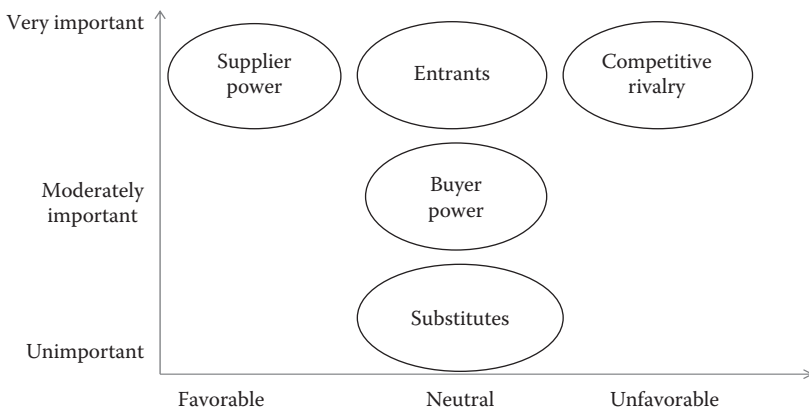 Very important
Supplier
power
Entrants
Competitive
rivalry
Moderately
important
Buyer
power
Substitutes
Unimportant
Favorable
Neutral
Unfavorable